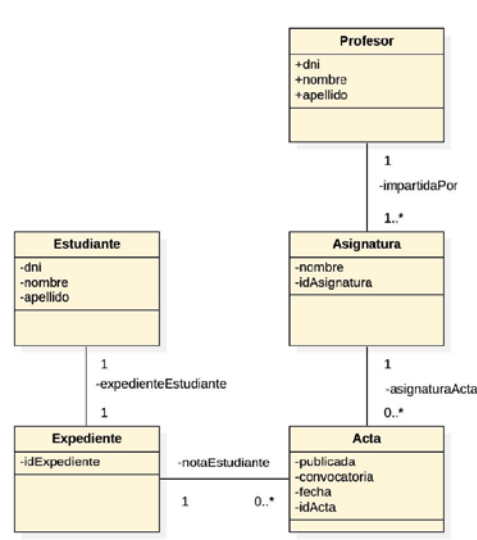 Profesor
+dni
+nombre
+apellido
1
-impartidaPor
1..*
Estudiante
-dni
-nombre
-apellido
Asignatura
-nombre
-idAsignatura
1
-expedienteEstudiante
1
1
-asignaturaActa
0..*
Expediente
-idExpediente
-notaEstudiante
1 0..*
Acta
-publicada
-convocatoria
-fecha
-idActa